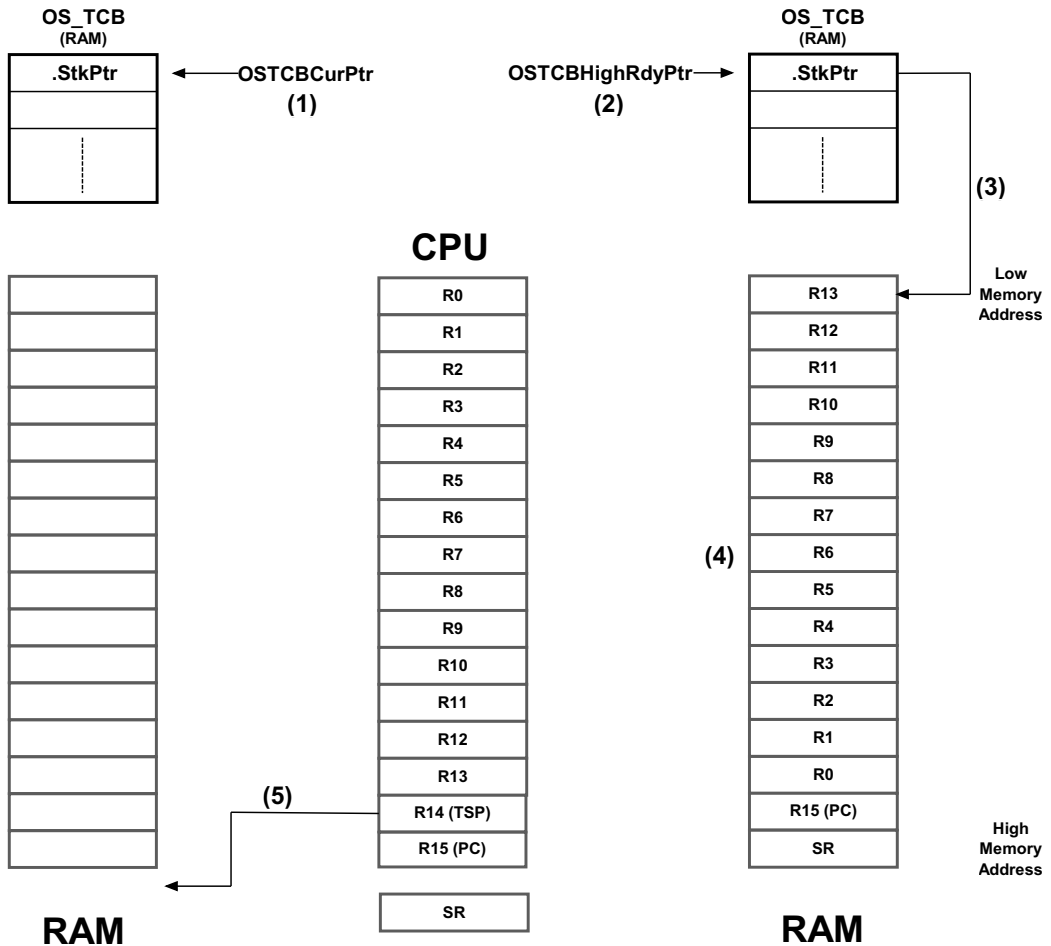 OS_TCB
(RAM)
.StkPtr
OSTCBCurPtr
(1)
OSTCBHighRdyPtr
(2)
OS_TCB
(RAM)
.StkPtr
(3)
CPU
R0
R1
R2
R3
R4
R5
R6
R7
R8
R9
R10
R11
R12
R13
R14 (TSP)
R15 (PC)
SR
(4)
R13
R12
R11
R10
R9
R8
R7
R6
R5
R4
R3
R2
R1
R0
R15 (PC)
SR
Low
Memory
Address
High
Memory
Address
(5)
RAM
RAM